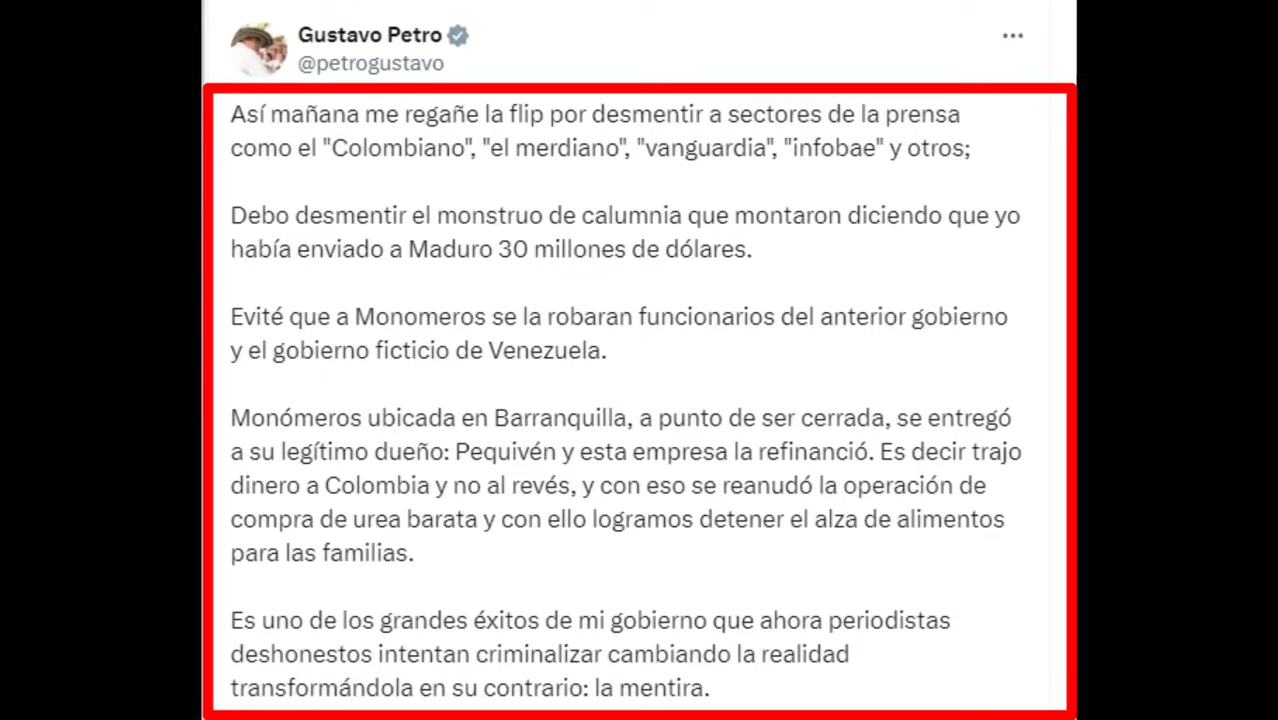 Gustavo Petro
@petrogustavo
Así mañana me regañe la flip por desmentir a sectores de la prensa
como el "Colombiano", "el merdiano", "vanguardia", "infobae" y otros;
Debo desmentir el monstruo de calumnia que montaron diciendo que yo
había enviado a Maduro 30 millones de dólares.
Evité que a Monomeros se la robaran funcionarios del anterior gobierno
y el gobierno ficticio de Venezuela.
Monómeros ubicada en Barranquilla, a punto de ser cerrada, se entregó
a su legítimo dueño: Pequivén y esta empresa la refinanció. Es decir trajo
dinero a Colombia y no al revés, y con eso se reanudó la operación de
compra de urea barata y con ello logramos detener el alza de alimentos
para las familias.
Es uno de los grandes éxitos de mi gobierno que ahora periodistas
deshonestos intentan criminalizar cambiando la realidad
transformándola en su contrario: la mentira.